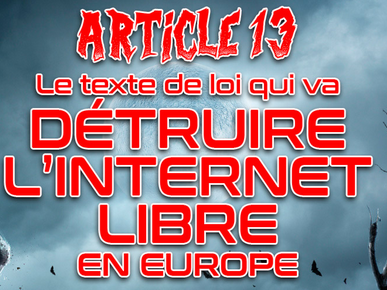 ARTICLE 13
Le texte de loi qui va
DÉTRUIRE
L'INTERNET
LIBRE
EN EUROPE